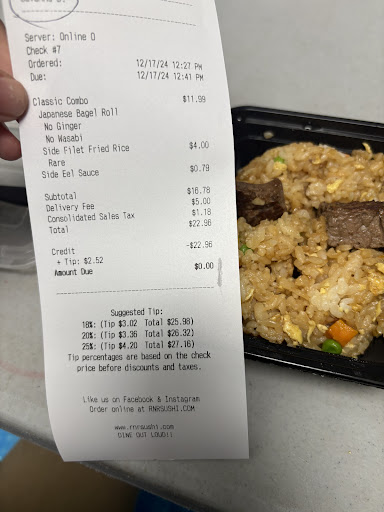 Server: Online O
Check #7
Ordered: 12/17/24 12:27 PM
Due: 12/17/24 12:41 PM
Classic Combo $11.99
Japanese Bagel Roll
No Ginger
No Wasabi
Side Filet Fried Rice $4.00
Rare
Side Eel Sauce $0.79
Subtotal $16.78
Delivery Fee $5.00
Consolidated Sales Tax $1.18
Total $22.96
Credit -$22.96
+ Tip: $2.52
Amount Due $0.00
Suggested Tip:
18%: (Tip $3.02 Total $25.98)
20%: (Tip $3.36 Total $26.32)
25%: (Tip $4.20 Total $27.16)
Tip percentages are based on the check
price before discounts and taxes.
Like us on Facebook & Instagram
Order online at RNRSUSHI.COM
www.rnrsushi.com
DINE OUT LOUD!!